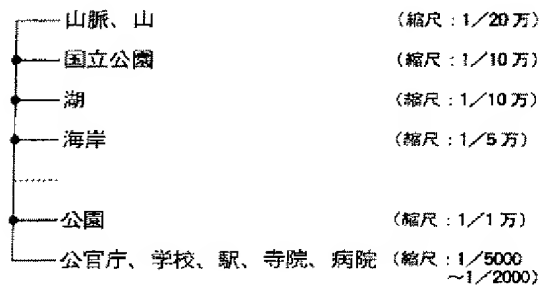 山脈、山 (縮尺：1／20万)
国立公園 (縮尺：1／10万)
湖 (縮尺：1／10万)
海岸 (縮尺：1／5万)
公園 (縮尺：1／1万)
公官庁、学校、駅、寺院、病院 (縮尺：1／5000
～1／2000)